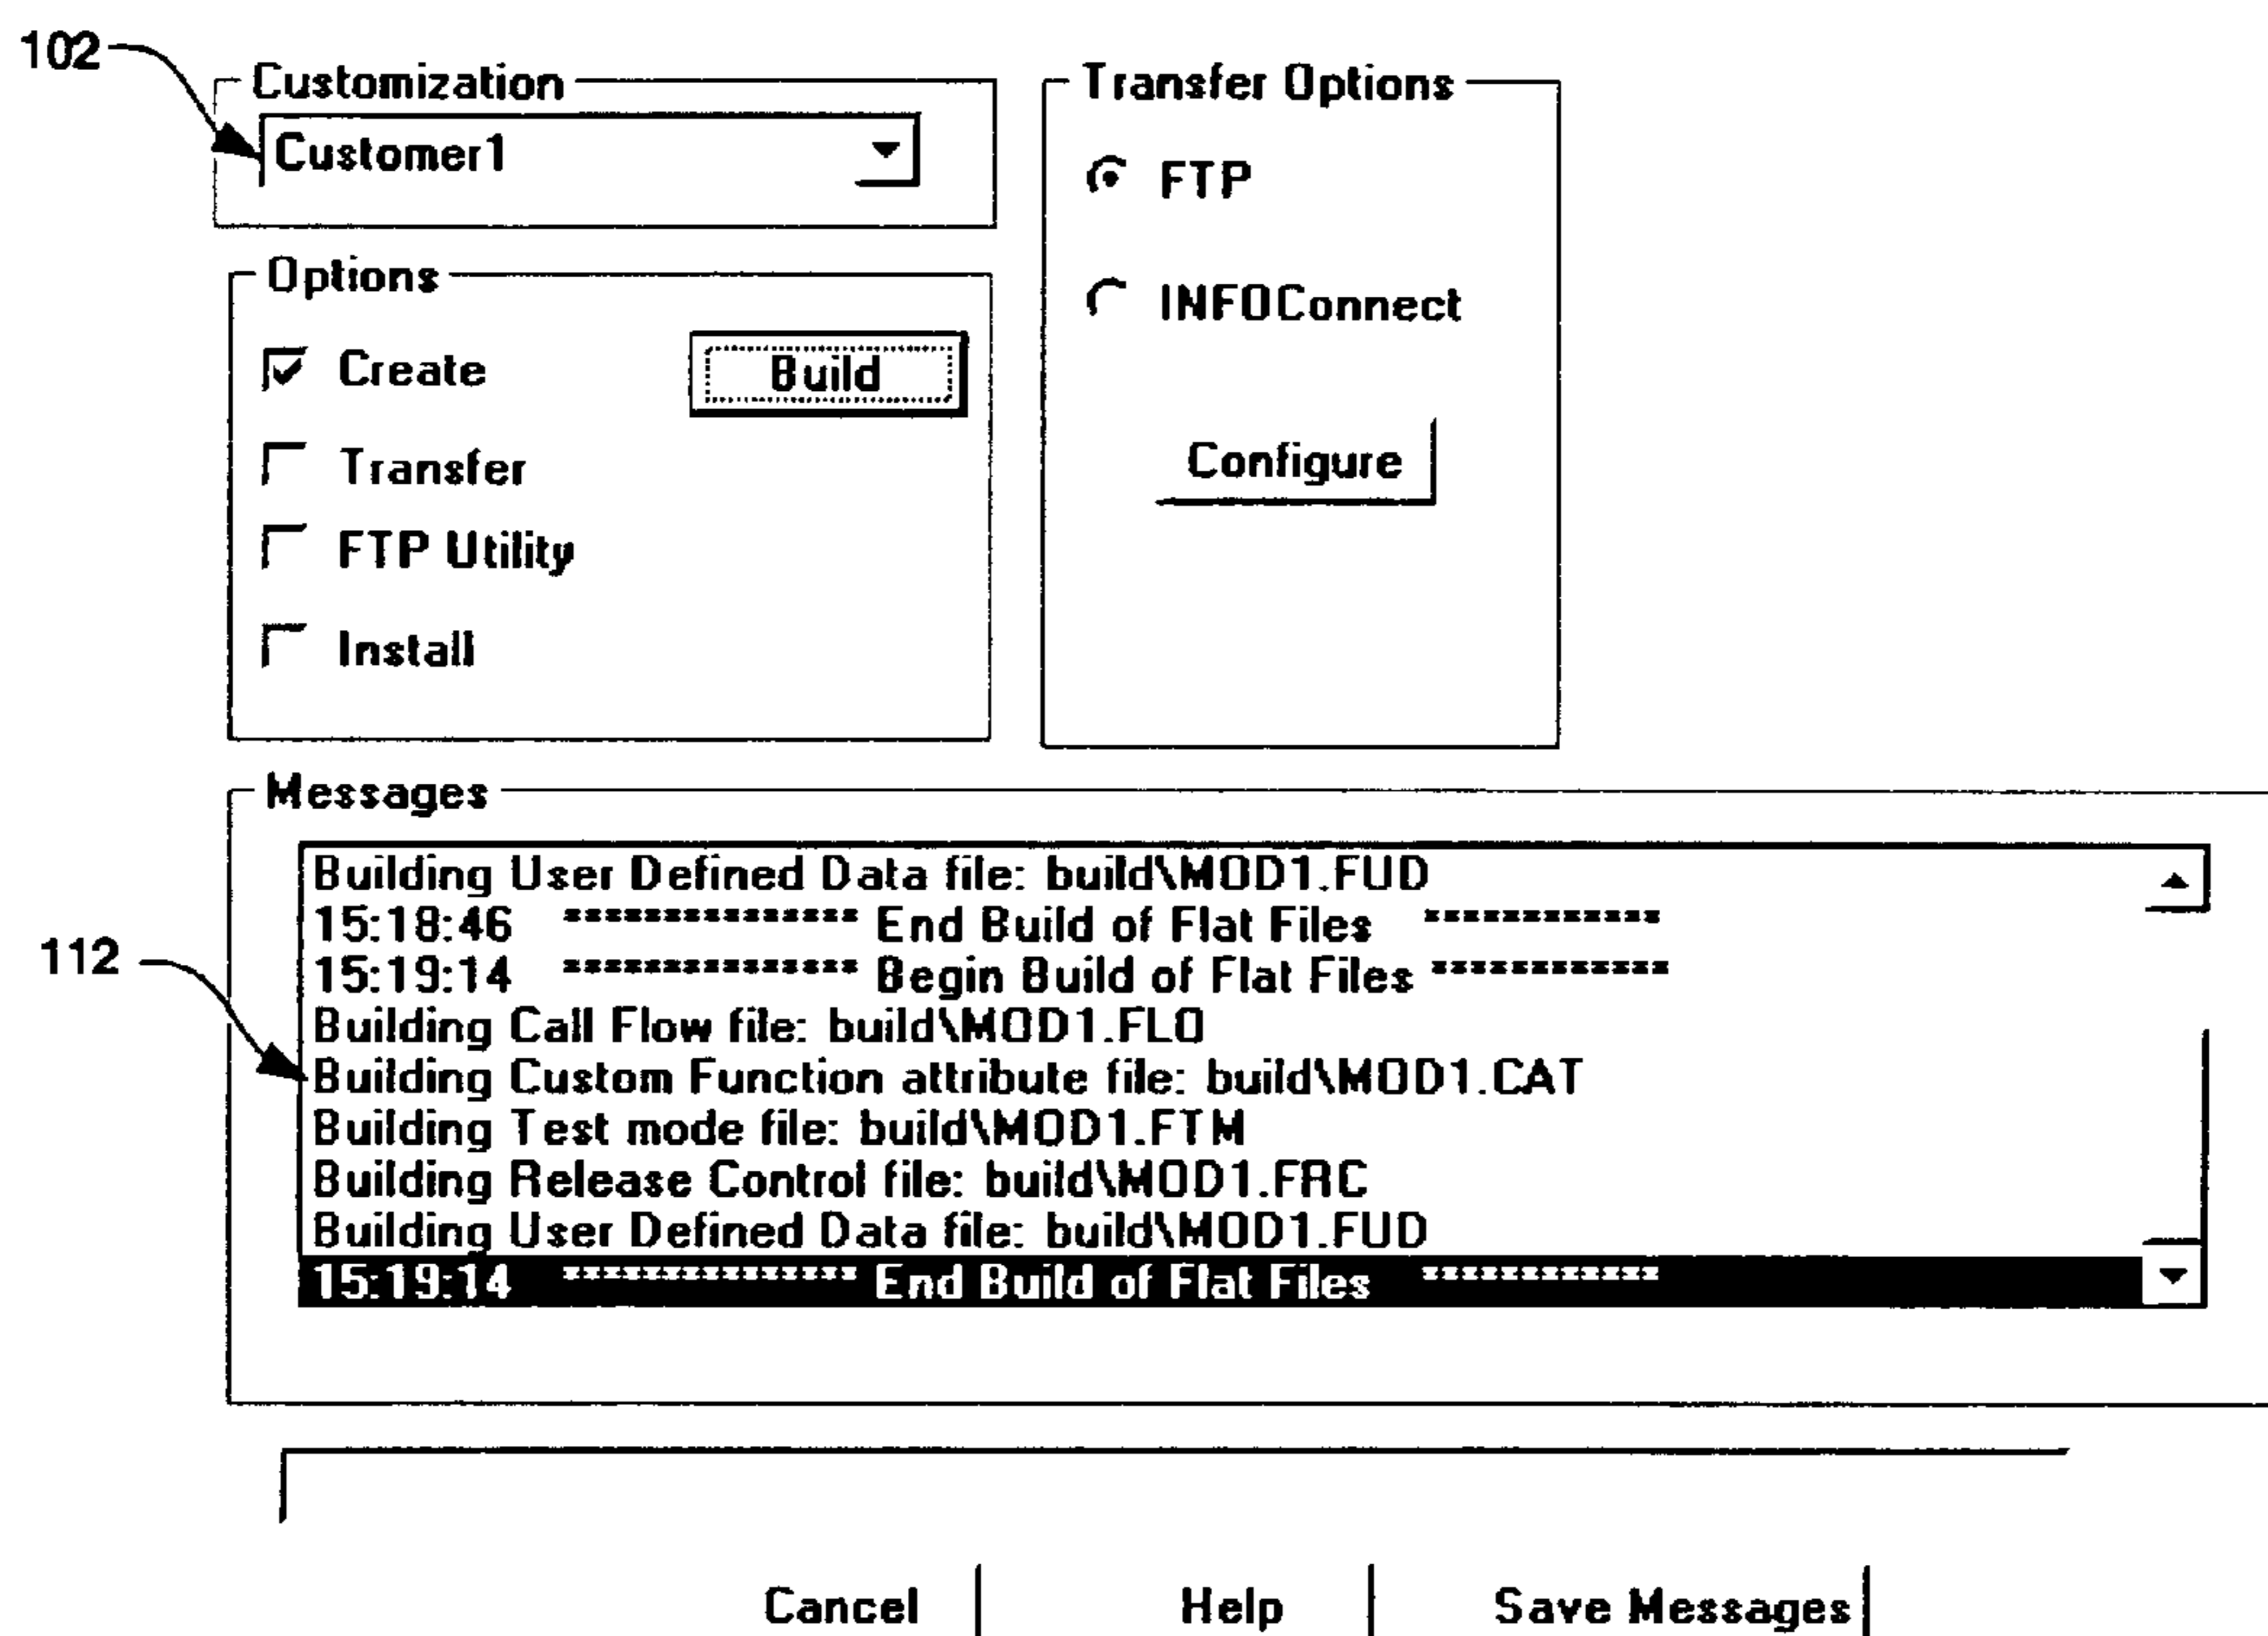 102
Customization
Customer1
Transfer Options
FTP
INFOConnect
Configure
Options
Create
Build
Transfer
FTP Utility
Install
Messages
112
Building User Defined Data file: build\MOD1.FUD
15:18:46 *************** End Build of Flat Files ************
15:19:14 *************** Begin Build of Flat Files ************
Building Call Flow file: build\MOD1.FLO
Building Custom Function attribute file: build\MOD1.CAT
Building Test mode file: build\MOD1.FTM
Building Release Control file: build\MOD1.FRC
Building User Defined Data file: build\MOD1.FUD
15:19:14 *************** End Build of Flat Files ************
Cancel
Help
Save Messages